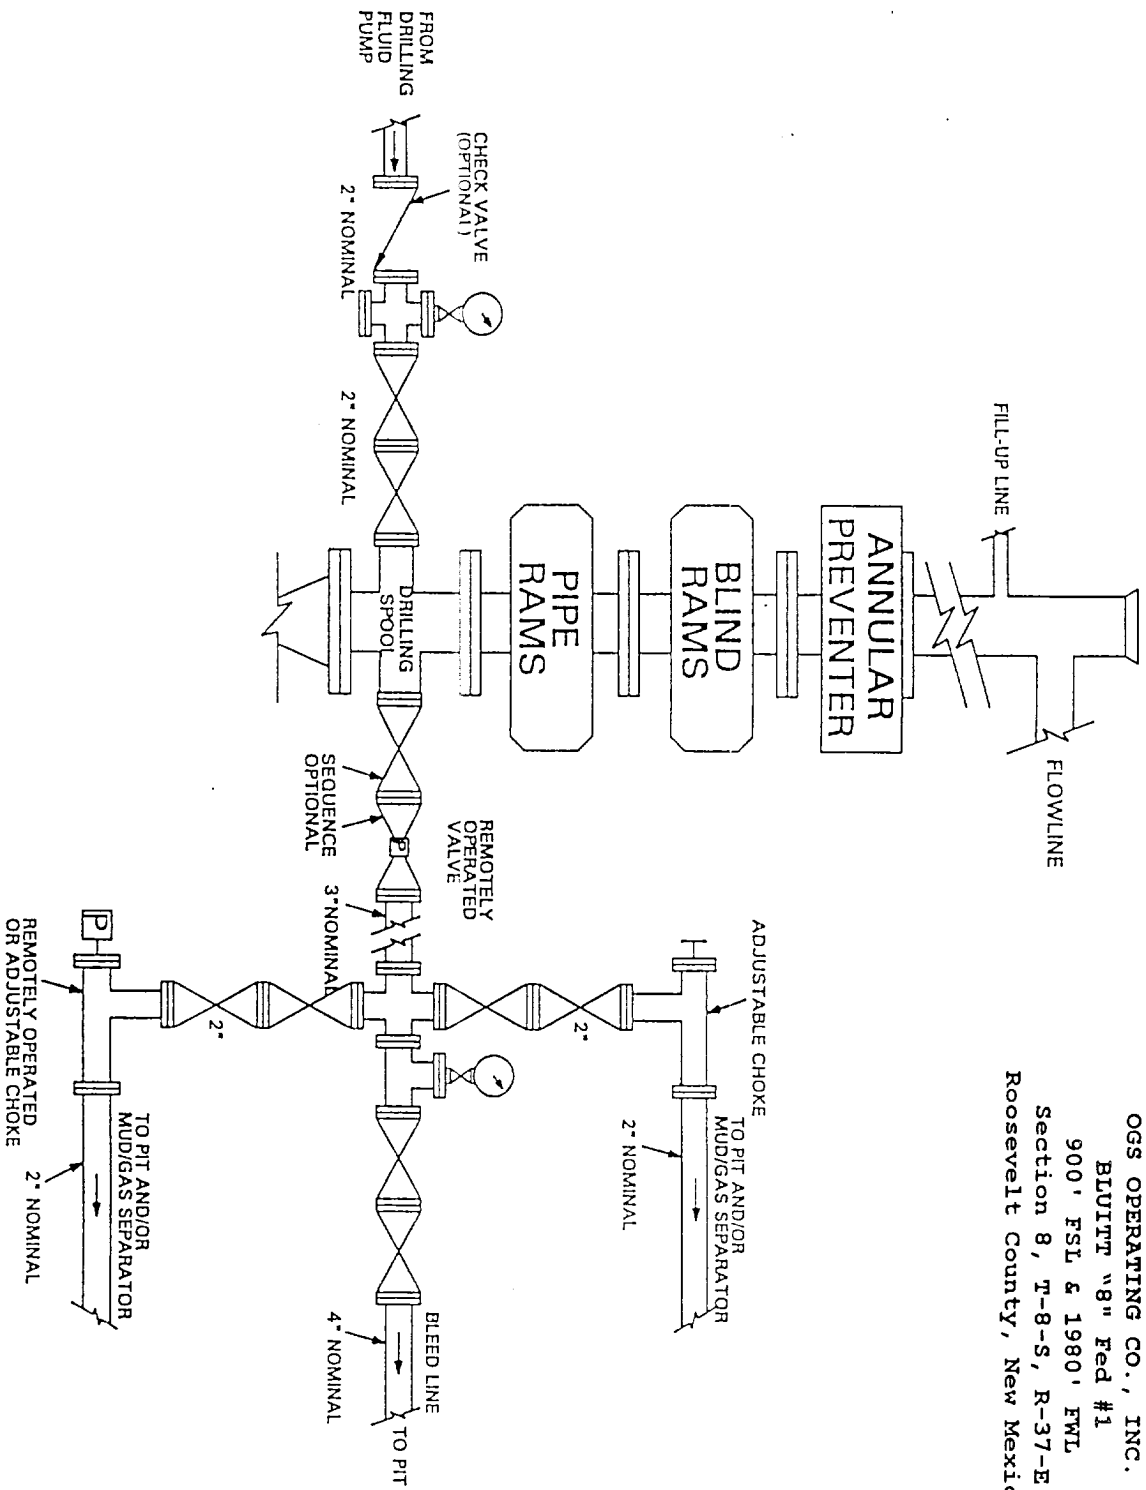 OGS OPERATING CO., INC.
BLUITT "8" Fed #1
900' FSL & 1980' FWL
Section 8, T-8-S, R-37-E
Roosevelt County, New Mexic
FILL-UP LINE
FLOWLINE
ANNULAR
PREVENTER
BLIND
RAMS
PIPE
RAMS
DRILLING
SPOOL
FROM
DRILLING
FLUID
PUMP
CHECK VALVE
(OPTIONAL)
2" NOMINAL
2" NOMINAL
SEQUENCE
OPTIONAL
REMOTELY
OPERATED
VALVE
P
3" NOMINAL
ADJUSTABLE CHOKE
2"
TO PIT AND/OR
MUD/GAS SEPARATOR
2" NOMINAL
BLEED LINE
4" NOMINAL
TO PIT
2"
P
REMOTELY OPERATED
OR ADJUSTABLE CHOKE
TO PIT AND/OR
MUD/GAS SEPARATOR
2" NOMINAL